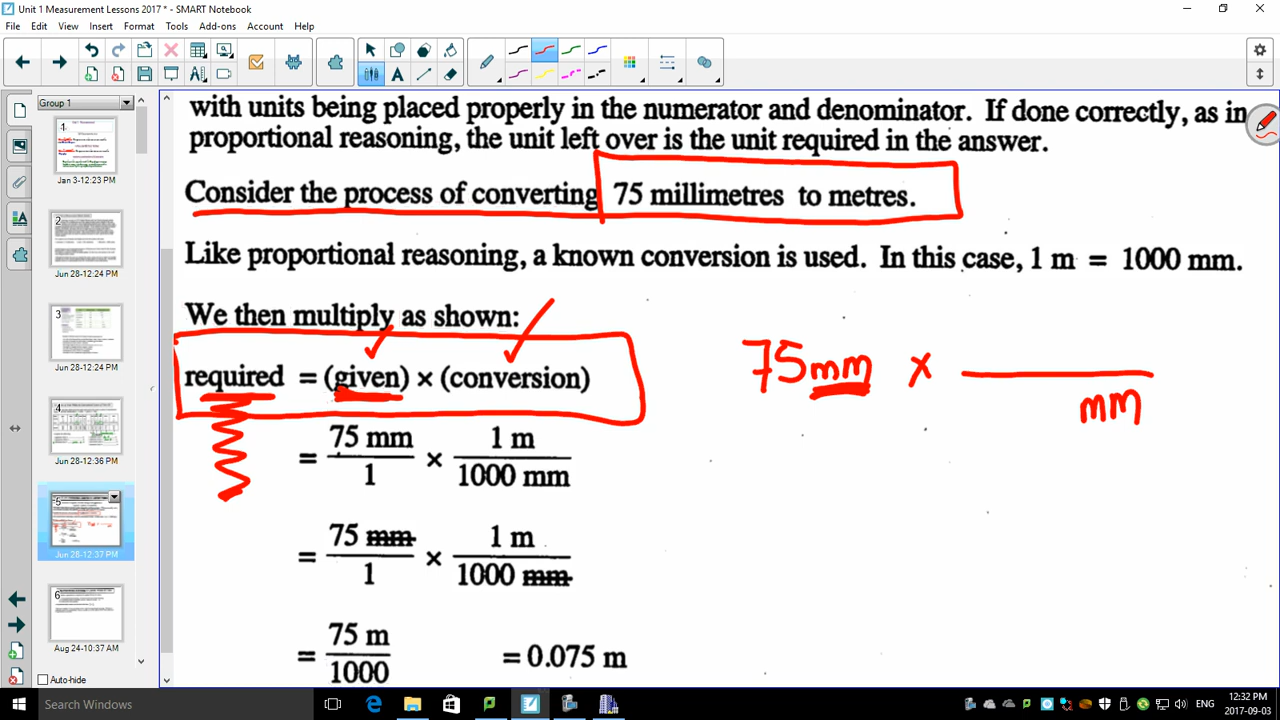 Unit 1 Measurement Lessons 2017 * - SMART Notebook
File Edit View Insert Format Tools Add-ons Account Help
Group 1
Jan 3-12:23 PM
2
Jun 28-12:24 PM
3
Jun 28-12:24 PM
4
Jun 28-12:36 PM
5
Jun 28-12:37 PM
6
Aug 24-10:37 AM
Auto-hide
with units being placed properly in the numerator and denominator. If done correctly, as in
proportional reasoning, the unit left over is the unit required in the answer.
Consider the process of converting 75 millimetres to metres.
Like proportional reasoning, a known conversion is used. In this case, 1 m = 1000 mm.
We then multiply as shown:
required = (given) × (conversion)
75 mm ×
mm
= 75 mm / 1 × 1 m / 1000 mm
= 75 mm / 1 × 1 m / 1000 mm
= 75 m / 1000 = 0.075 m
Search Windows
12:32 PM
2017-09-03